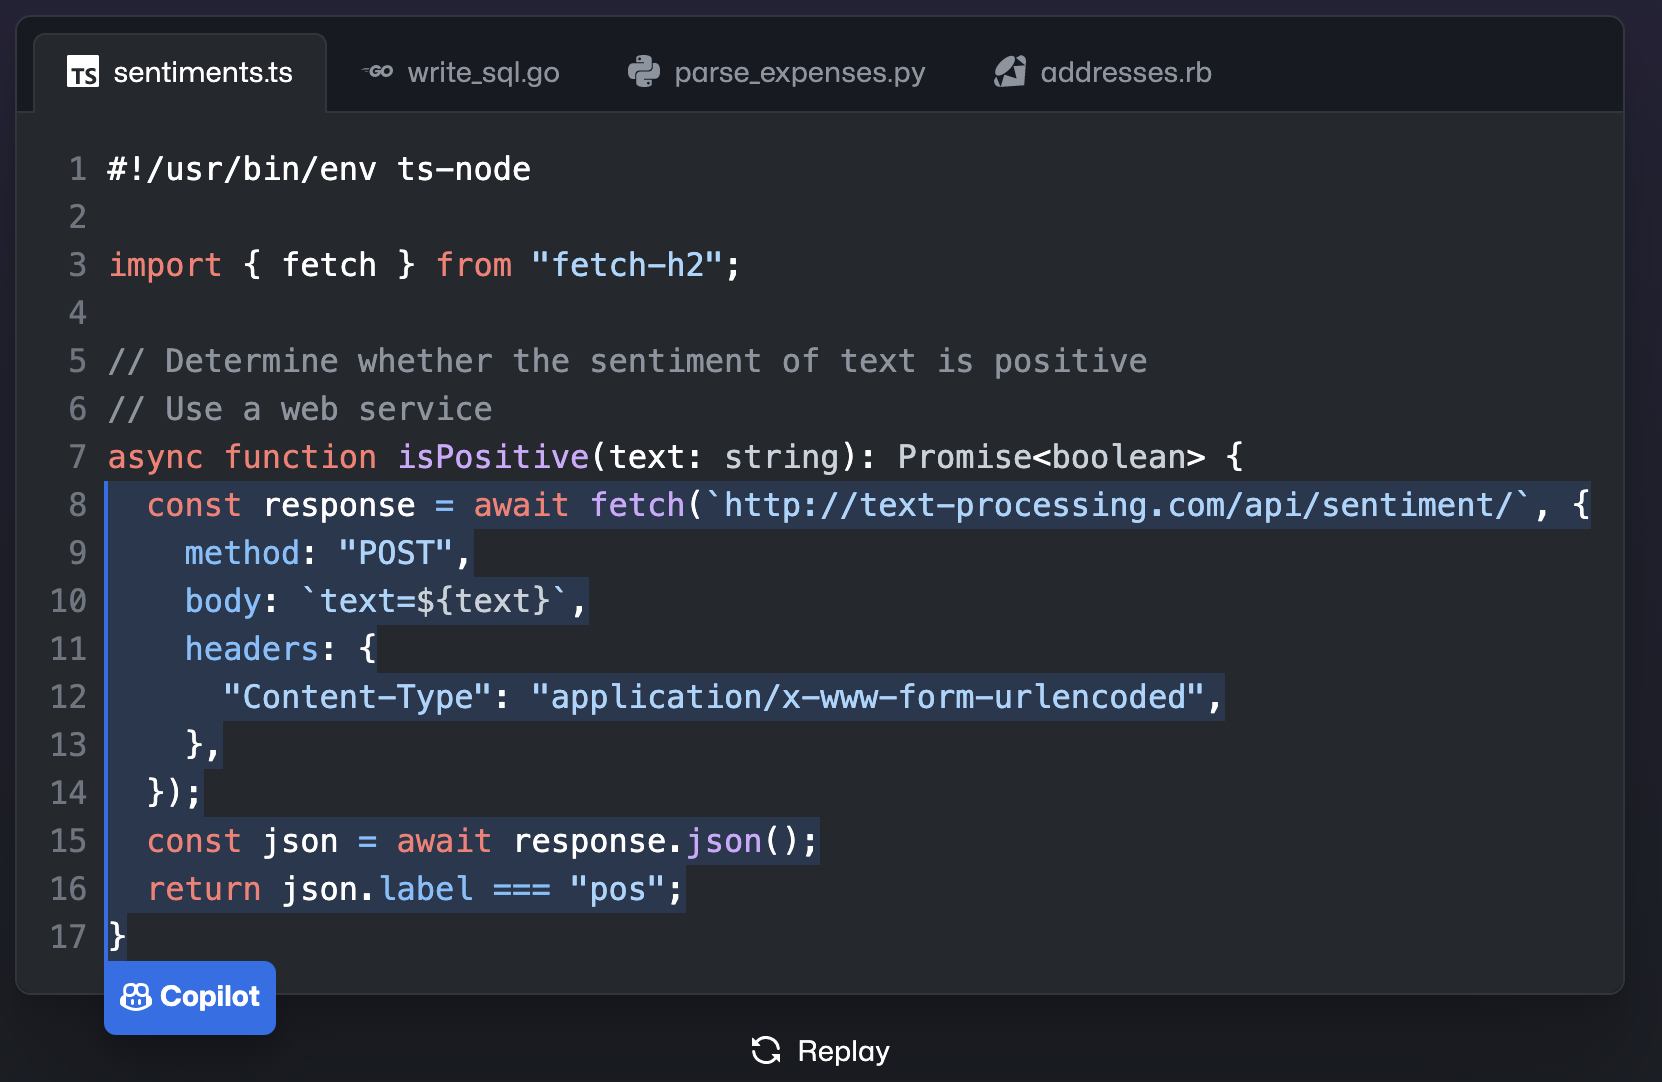 TS sentiments.ts GO write_sql.go parse_expenses.py addresses.rb
1 #!/usr/bin/env ts-node
2
3 import { fetch } from "fetch-h2";
4
5 // Determine whether the sentiment of text is positive
6 // Use a web service
7 async function isPositive(text: string): Promise<boolean> {
8   const response = await fetch(`http://text-processing.com/api/sentiment/`, {
9     method: "POST",
10     body: `text=${text}`,
11     headers: {
12       "Content-Type": "application/x-www-form-urlencoded",
13     },
14   });
15   const json = await response.json();
16   return json.label === "pos";
17 }
Copilot
Replay